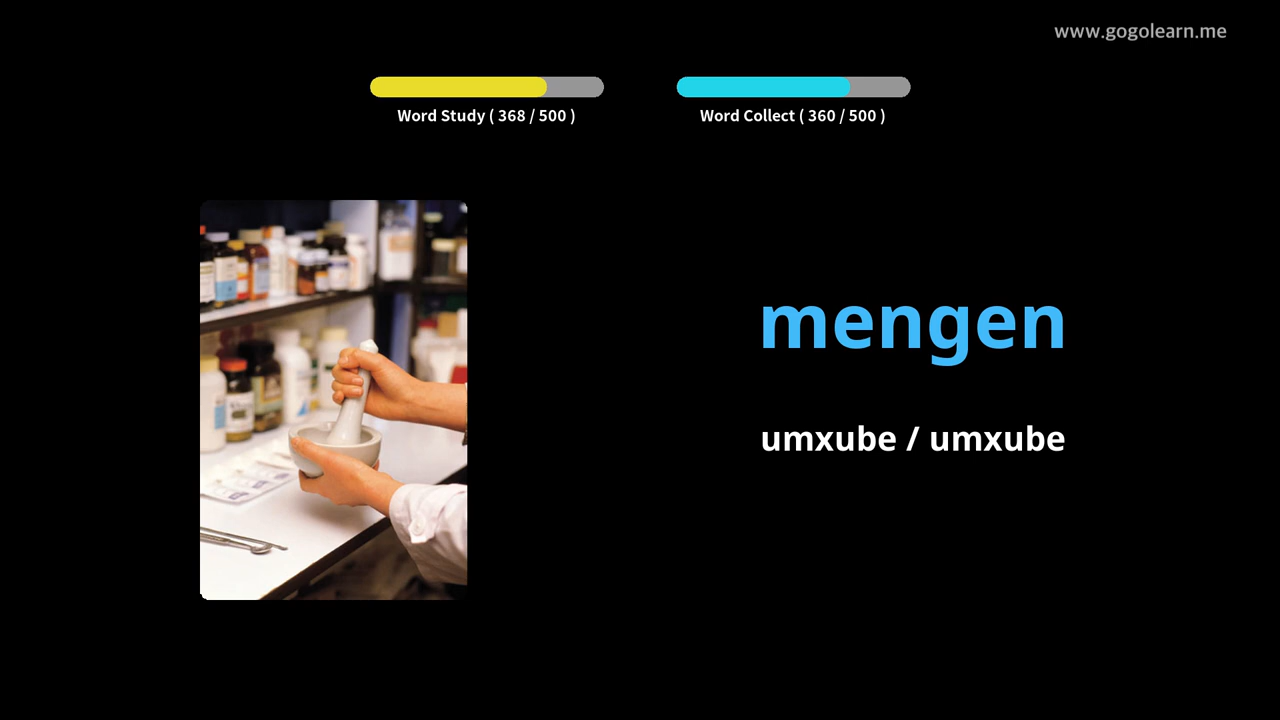 www.gogolearn.me
Word Study ( 368 / 500 )
Word Collect ( 360 / 500 )
mengen
umxube / umxube